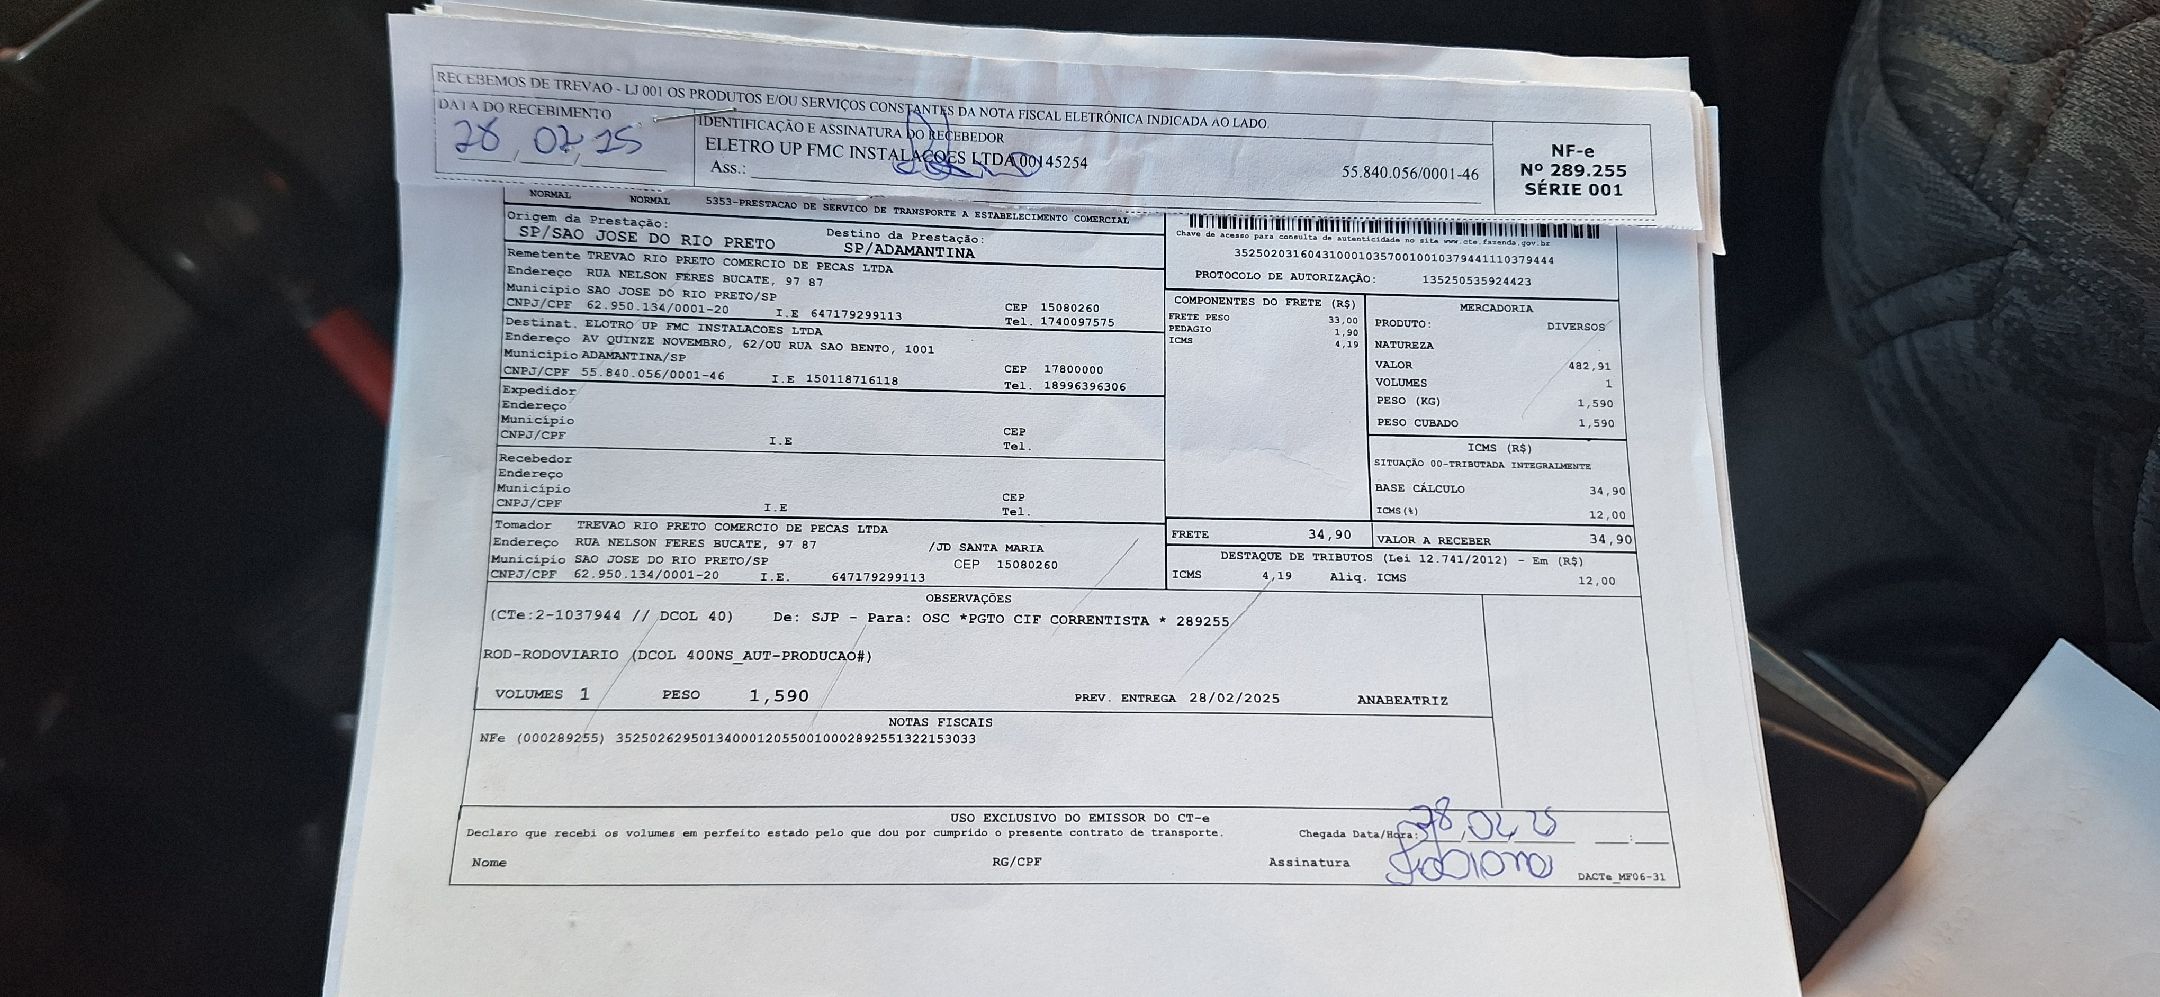 RECEBEMOS DE TREVAO - LJ 001 OS PRODUTOS E/OU SERVIÇOS CONSTANTES DA NOTA FISCAL ELETRÔNICA INDICADA AO LADO.
DATA DO RECEBIMENTO
28 02 25
IDENTIFICAÇÃO E ASSINATURA DO RECEBEDOR
ELETRO UP FMC INSTALACOES LTDA 00145254
55.840.056/0001-46
Ass.:
NF-e
Nº 289.255
SÉRIE 001
NORMAL NORMAL 5353-PRESTACAO DE SERVICO DE TRANSPORTE A ESTABELECIMENTO COMERCIAL
Origem da Prestação: Destino da Prestação:
SP/SAO JOSE DO RIO PRETO SP/ADAMANTINA
Remetente TREVAO RIO PRETO COMERCIO DE PECAS LTDA
Endereço RUA NELSON FERES BUCATE, 97 87
Município SAO JOSE DO RIO PRETO/SP CEP 15080260
CNPJ/CPF 62.950.134/0001-20 I.E 647179299113 Tel. 1740097575
Destinat. ELOTRO UP FMC INSTALACOES LTDA
Endereço AV QUINZE NOVEMBRO, 62/OU RUA SAO BENTO, 1001
Município ADAMANTINA/SP CEP 17800000
CNPJ/CPF 55.840.056/0001-46 I.E 150118716118 Tel. 18996396306
Expedidor
Endereço
Município CEP
CNPJ/CPF I.E Tel.
Recebedor
Endereço
Município CEP
CNPJ/CPF I.E Tel.
Tomador TREVAO RIO PRETO COMERCIO DE PECAS LTDA
Endereço RUA NELSON FERES BUCATE, 97 87 /JD SANTA MARIA
Município SAO JOSE DO RIO PRETO/SP CEP 15080260
CNPJ/CPF 62.950.134/0001-20 I.E. 647179299113
Chave de acesso para consulta de autenticidade no site www.cte.fazenda.gov.br
35250203160431000103570010010379441110379444
PROTOCOLO DE AUTORIZAÇÃO: 135250535924423
COMPONENTES DO FRETE (R$)
FRETE PESO 33,00
PEDAGIO 1,90
ICMS 4,19
MERCADORIA
PRODUTO: DIVERSOS
NATUREZA .
VALOR 482,91
VOLUMES 1
PESO (KG) 1,590
PESO CUBADO 1,590
ICMS (R$)
SITUAÇÃO 00-TRIBUTADA INTEGRALMENTE
BASE CÁLCULO 34,90
ICMS(%) 12,00
FRETE 34,90 VALOR A RECEBER 34,90
DESTAQUE DE TRIBUTOS (Lei 12.741/2012) - Em (R$)
ICMS 4,19 Aliq. ICMS 12,00
OBSERVAÇÕES
(CTe:2-1037944 // DCOL 40) De: SJP - Para: OSC *PGTO CIF CORRENTISTA * 289255
ROD-RODOVIARIO (DCOL 400NS_AUT-PRODUCAO#)
VOLUMES 1 PESO 1,590 PREV. ENTREGA 28/02/2025 ANABEATRIZ
NOTAS FISCAIS
NFe (000289255) 35250262950134000120550010002892551322153033
USO EXCLUSIVO DO EMISSOR DO CT-e
Declaro que recebi os volumes em perfeito estado pelo que dou por cumprido o presente contrato de transporte. Chegada Data/Hora: 28 02 25
Nome RG/CPF Assinatura Fabiana
DACTe_MF06-31